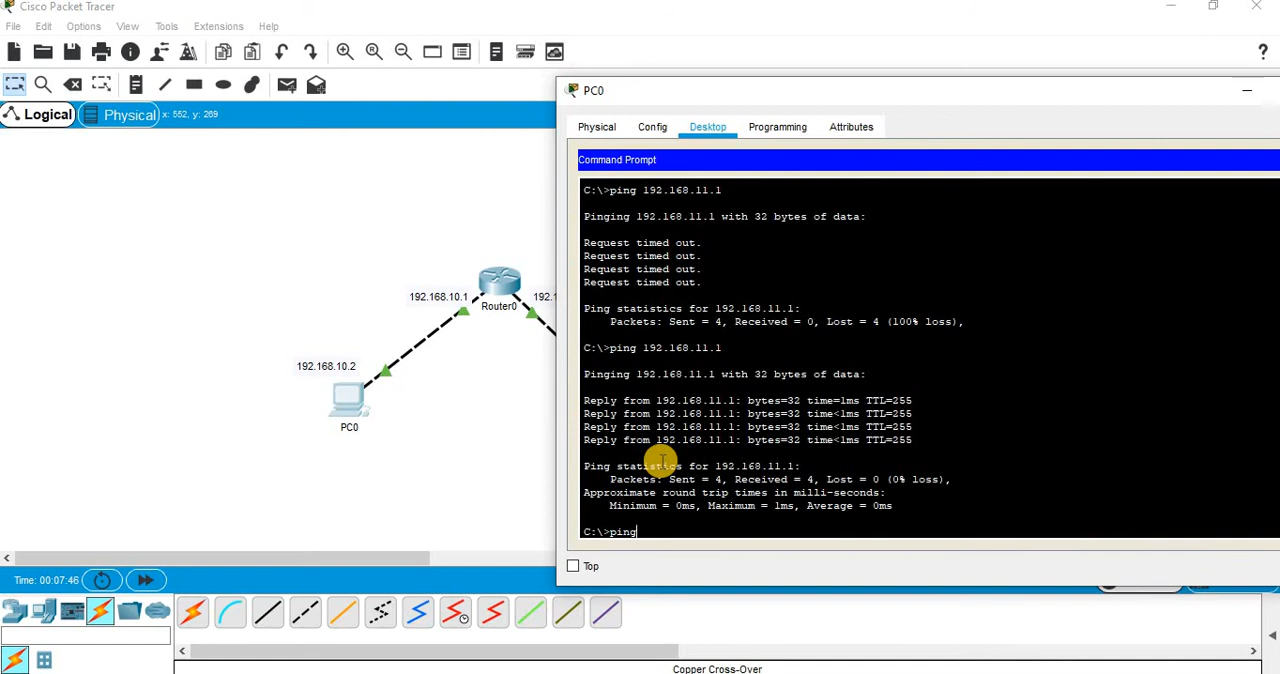 Cisco Packet Tracer
File Edit Options View Tools Extensions Help
?
Logical Physical x: 552, y: 269
PC0
Physical Config Desktop Programming Attributes
Command Prompt
C:\>ping 192.168.11.1
Pinging 192.168.11.1 with 32 bytes of data:
Request timed out.
Request timed out.
Request timed out.
Request timed out.
Ping statistics for 192.168.11.1:
Packets: Sent = 4, Received = 0, Lost = 4 (100% loss),
C:\>ping 192.168.11.1
Pinging 192.168.11.1 with 32 bytes of data:
Reply from 192.168.11.1: bytes=32 time=1ms TTL=255
Reply from 192.168.11.1: bytes=32 time<1ms TTL=255
Reply from 192.168.11.1: bytes=32 time<1ms TTL=255
Reply from 192.168.11.1: bytes=32 time<1ms TTL=255
Ping statistics for 192.168.11.1:
Packets: Sent = 4, Received = 4, Lost = 0 (0% loss),
Approximate round trip times in milli-seconds:
Minimum = 0ms, Maximum = 1ms, Average = 0ms
C:\>ping
Top
192.168.10.1
192.1
Router0
192.168.10.2
PC0
Time: 00:07:46
Copper Cross-Over